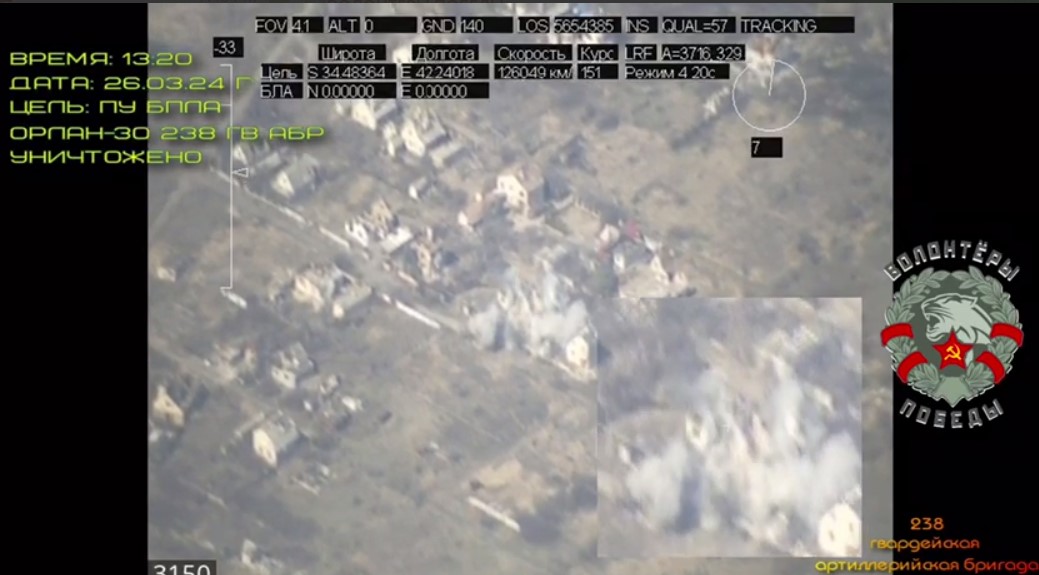 FOV 4.1 ALT 0 GND 140 LOS 5654385 INS QUAL=57 TRACKING
-33
Широта Долгота Скорость Курс LRF A=3716,329
Цель S 34.48364 E 42.24018 126049 км/ 151 Режим 4 20с
БЛА N 0.00000 E 0.00000
ВРЕМЯ: 13:20
ДАТА: 26.03.24 Г
ЦЕЛЬ: ПУ БПЛА
ОРЛАН-30 238 ГВ АБР
УНИЧТОЖЕНО
7
ВОЛОНТЁРЫ
ПОБЕДЫ
3150
238
гвардейская
артиллерийская бригада